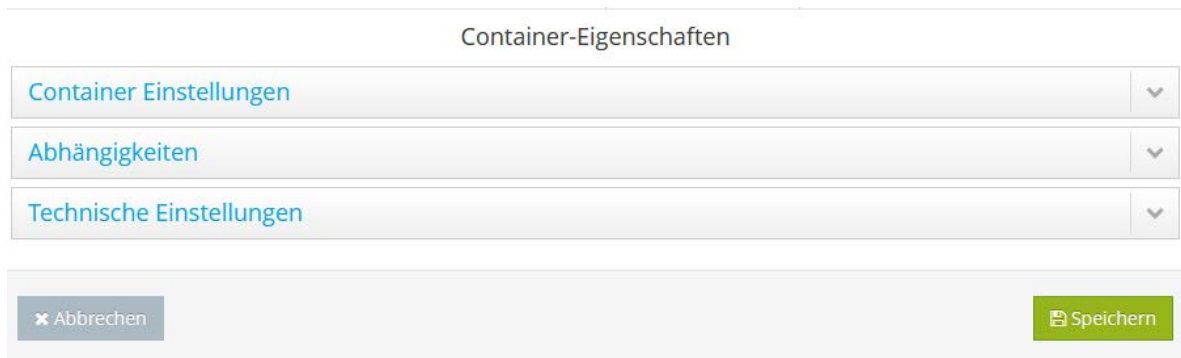 Container-Eigenschaften
Container Einstellungen
Abhängigkeiten
Technische Einstellungen
Abbrechen
Speichern